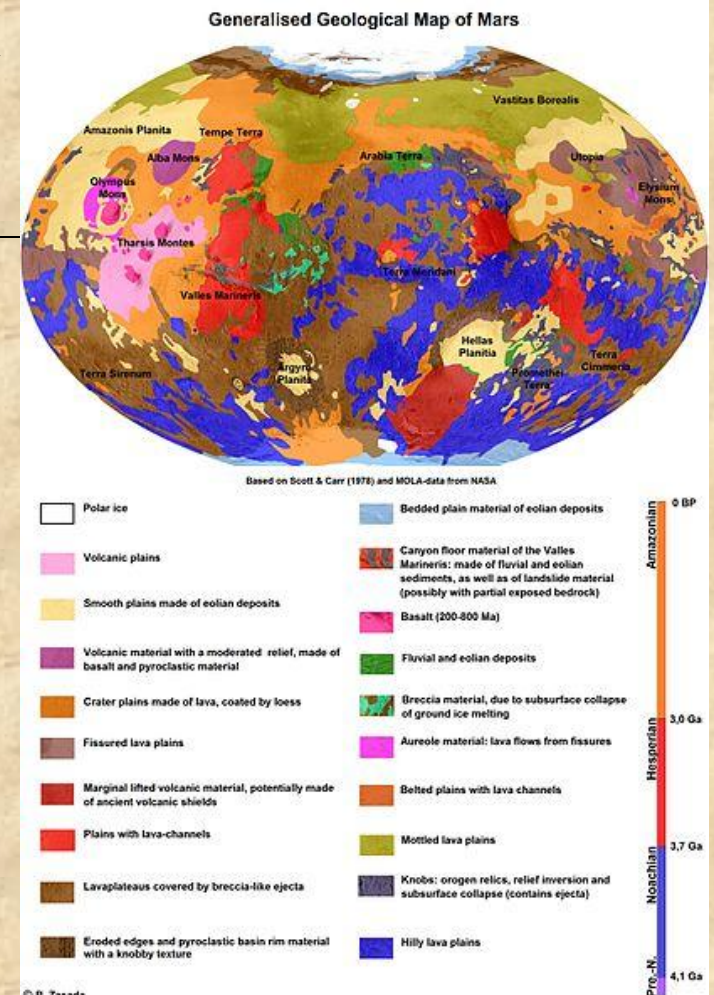 Generalised Geological Map of Mars
Vastitas Borealis
Amazonis Planita
Tempe Terra
Alba Mons
Arabia Terra
Utopia
Olympus
Mons
Elysium
Mons
Tharsis Montes
Terra Meridani
Valles Marineris
Hellas
Planitia
Terra Sirenum
Argyre
Planita
Promethei
Terra
Terra
Cimmeria
Based on Scott & Carr (1978) and MOLA-data from NASA
Polar ice
Volcanic plains
Smooth plains made of eolian deposits
Volcanic material with a moderated relief, made of
basalt and pyroclastic material
Crater plains made of lava, coated by loess
Fissured lava plains
Marginal lifted volcanic material, potentially made
of ancient volcanic shields
Plains with lava-channels
Lavaplateaus covered by breccia-like ejecta
Eroded edges and pyroclastic basin rim material
with a knobby texture
Bedded plain material of eolian deposits
Canyon floor material of the Valles
Marineris: made of fluvial and eolian
sediments, as well as of landslide material
(possibly with partial exposed bedrock)
Basalt (200-800 Ma)
Fluvial and eolian deposits
Breccia material, due to subsurface collapse
of ground ice melting
Aureole material: lava flows from fissures
Belted plains with lava channels
Mottled lava plains
Knobs: orogen relics, relief inversion and
subsurface collapse (contains ejecta)
Hilly lava plains
0 BP
Amazonian
3,0 Ga
Hesperian
3,7 Ga
Noachian
4,1 Ga
Pre.-N.